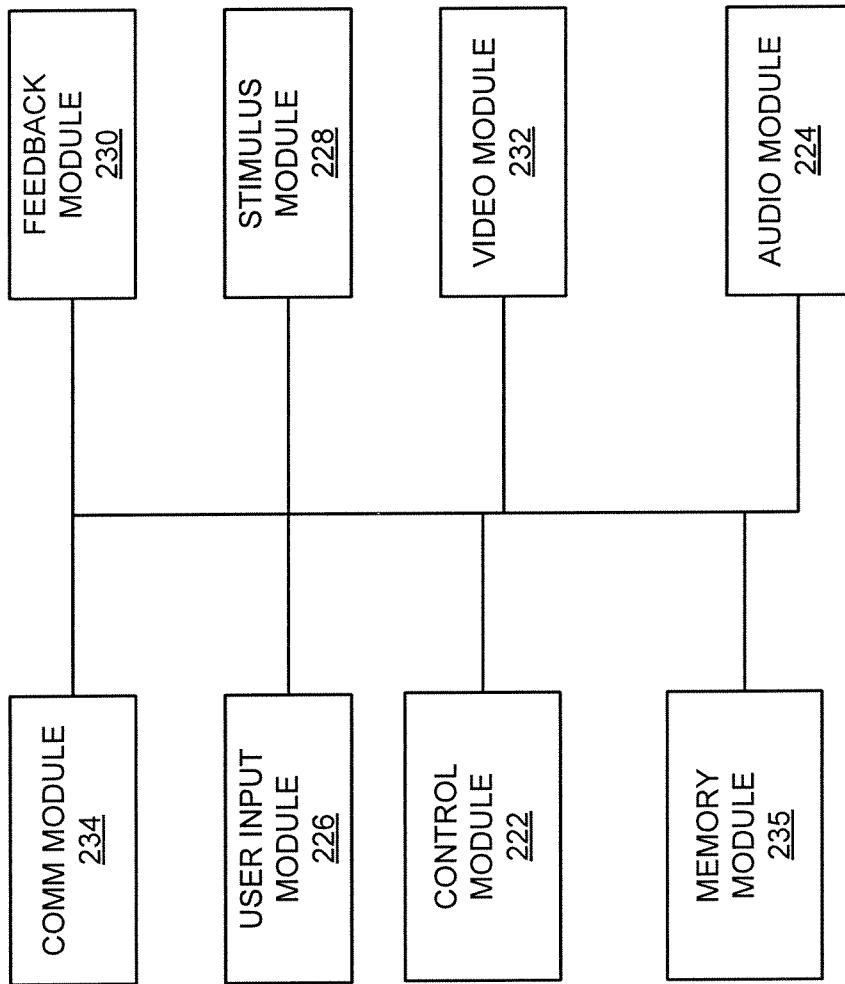 COMM MODULE
234
FEEDBACK
MODULE
230
USER INPUT
MODULE
226
STIMULUS
MODULE
228
CONTROL
MODULE
222
VIDEO MODULE
232
MEMORY
MODULE
235
AUDIO MODULE
224